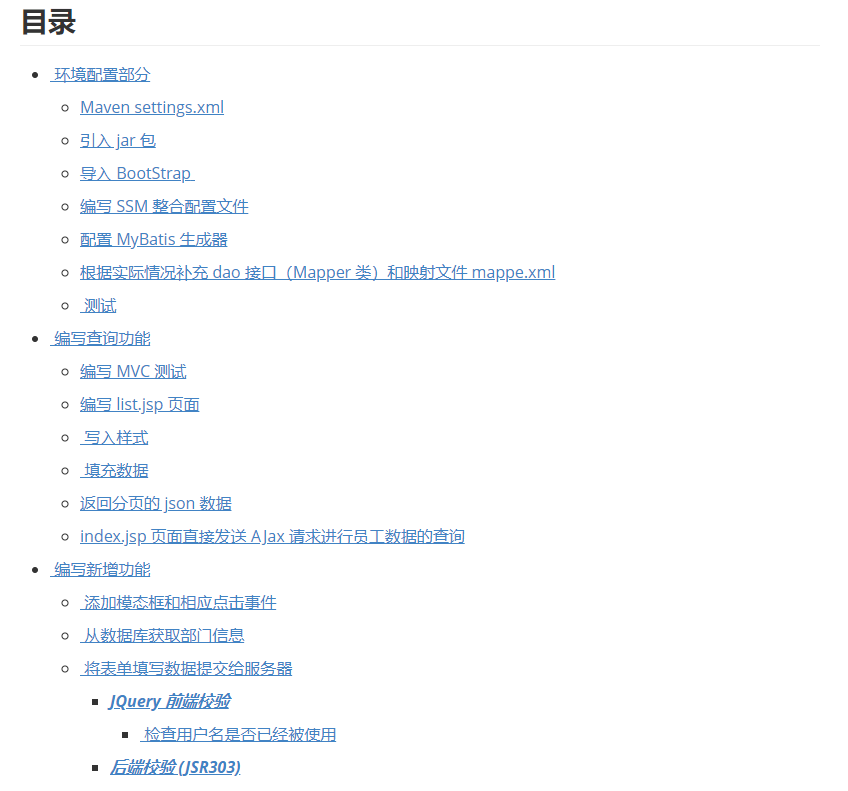 目录
环境配置部分
Maven settings.xml
引入 jar 包
导入 BootStrap
编写 SSM 整合配置文件
配置 MyBatis 生成器
根据实际情况补充 dao 接口（Mapper 类）和映射文件 mappe.xml
测试
编写查询功能
编写 MVC 测试
编写 list.jsp 页面
写入样式
填充数据
返回分页的 json 数据
index.jsp 页面直接发送 AJax 请求进行员工数据的查询
编写新增功能
添加模态框和相应点击事件
从数据库获取部门信息
将表单填写数据提交给服务器
JQuery 前端校验
检查用户名是否已经被使用
后端校验 (JSR303)